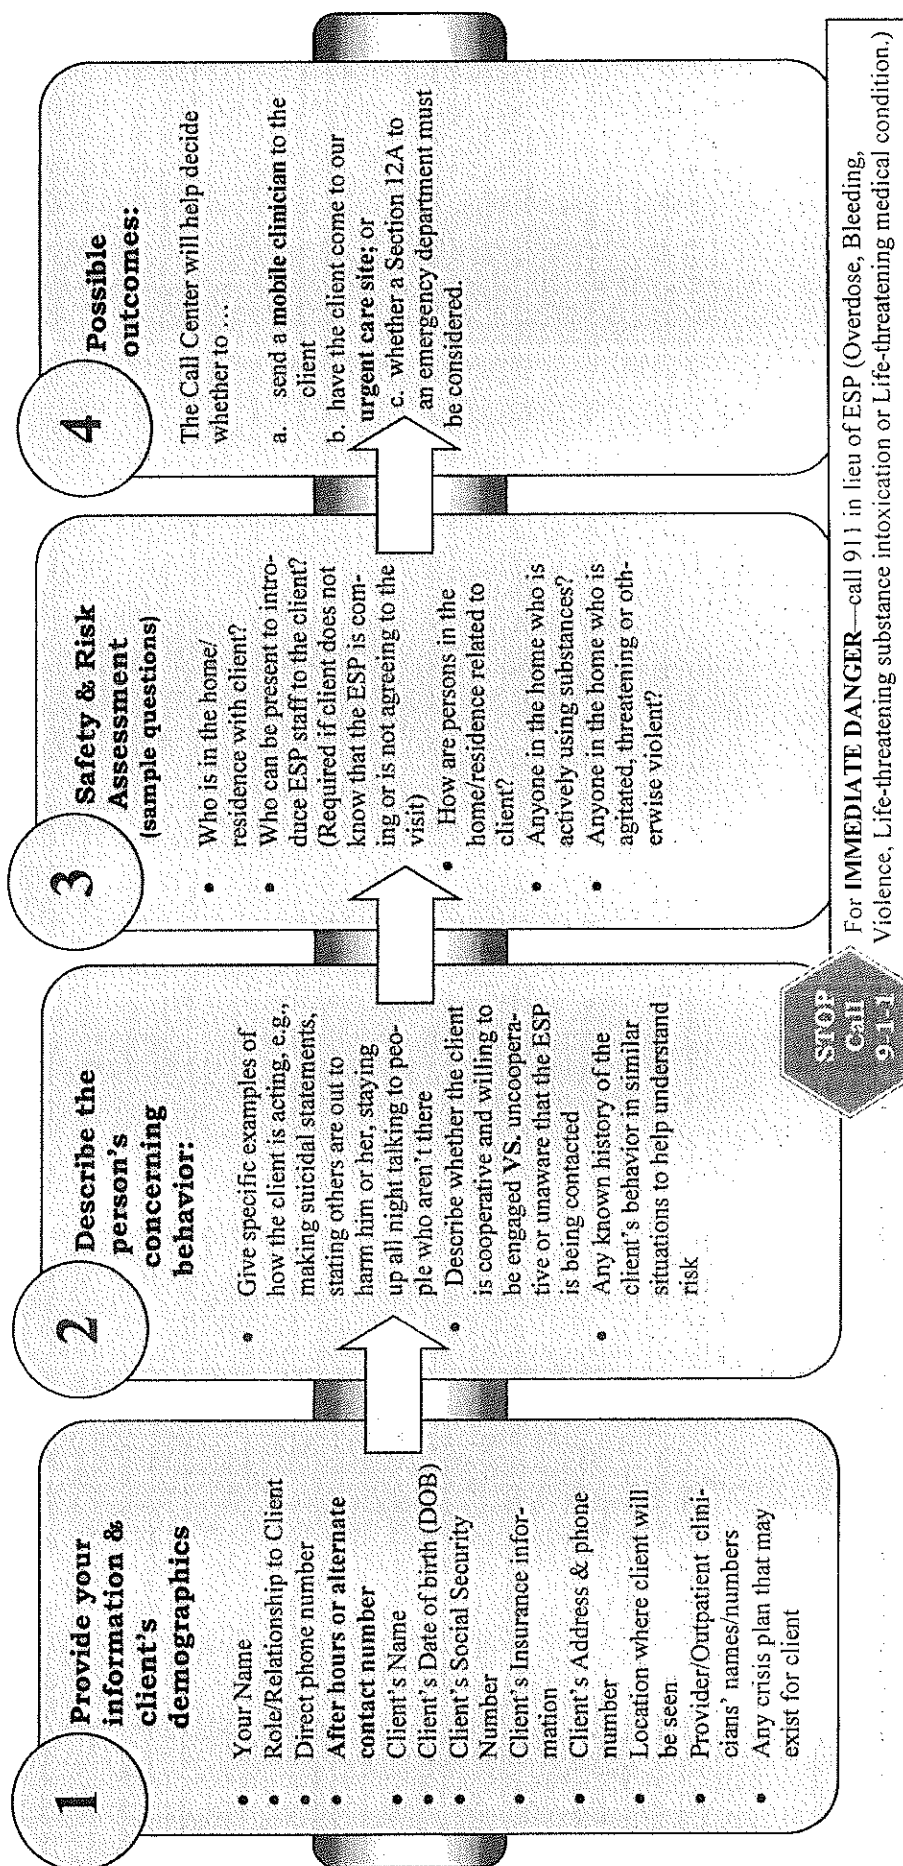 1
Provide your
information &
client's
demographics
• Your Name
• Role/Relationship to Client
• Direct phone number
• After hours or alternate
contact number
• Client's Name
• Client's Date of birth (DOB)
• Client's Social Security
Number
• Client's Insurance infor-
mation
• Client's Address & phone
number
• Location where client will
be seen
• Provider/Outpatient clini-
cians' names/numbers
• Any crisis plan that may
exist for client
2
Describe the
person's
concerning
behavior:
• Give specific examples of
how the client is acting, e.g.,
making suicidal statements,
stating others are out to
harm him or her, staying
up all night talking to peo-
ple who aren't there
• Describe whether the client
is cooperative and willing to
be engaged VS. uncoopera-
tive or unaware that the ESP
is being contacted
• Any known history of the
client's behavior in similar
situations to help understand
risk
3
Safety & Risk
Assessment
(sample questions)
• Who is in the home/
residence with client?
• Who can be present to intro-
duce ESP staff to the client?
(Required if client does not
know that the ESP is com-
ing or is not agreeing to the
visit)
• How are persons in the
home/residence related to
client?
• Anyone in the home who is
actively using substances?
• Anyone in the home who is
agitated, threatening or oth-
erwise violent?
4
Possible
outcomes:
The Call Center will help decide
whether to ...
a. send a mobile clinician to the
client
b. have the client come to our
urgent care site; or
c. whether a Section 12A to
an emergency department must
be considered.
STOP
Call
9-1-1
For IMMEDIATE DANGER—call 911 in lieu of ESP (Overdose, Bleeding,
Violence, Life-threatening substance intoxication or Life-threatening medical condition.)